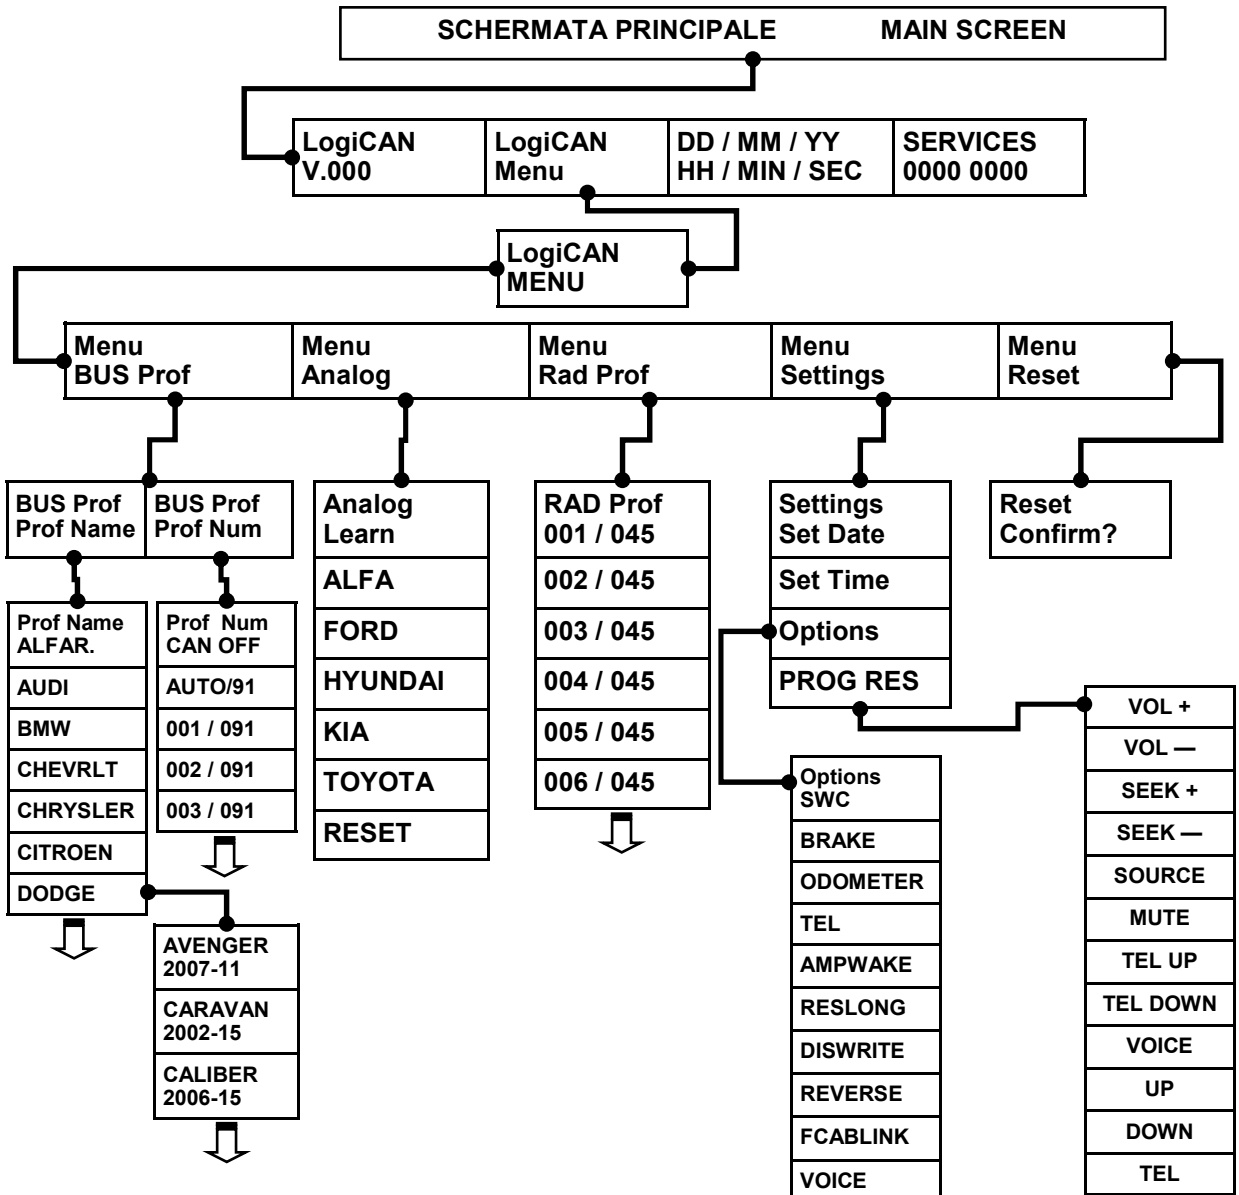 SCHERMATA PRINCIPALE MAIN SCREEN
LogiCAN
V.000
LogiCAN
Menu
DD / MM / YY
HH / MIN / SEC
SERVICES
0000 0000
LogiCAN
MENU
Menu
BUS Prof
Menu
Analog
Menu
Rad Prof
Menu
Settings
Menu
Reset
BUS Prof
Prof Name
BUS Prof
Prof Num
Prof Name
ALFAR.
AUDI
BMW
CHEVRLT
CHRYSLER
CITROEN
DODGE
Prof Num
CAN OFF
AUTO/91
001 / 091
002 / 091
003 / 091
AVENGER
2007-11
CARAVAN
2002-15
CALIBER
2006-15
Analog
Learn
ALFA
FORD
HYUNDAI
KIA
TOYOTA
RESET
RAD Prof
001 / 045
002 / 045
003 / 045
004 / 045
005 / 045
006 / 045
Settings
Set Date
Set Time
Options
PROG RES
Options
SWC
BRAKE
ODOMETER
TEL
AMPWAKE
RESLONG
DISWRITE
REVERSE
FCABLINK
VOICE
Reset
Confirm?
VOL +
VOL —
SEEK +
SEEK —
SOURCE
MUTE
TEL UP
TEL DOWN
VOICE
UP
DOWN
TEL